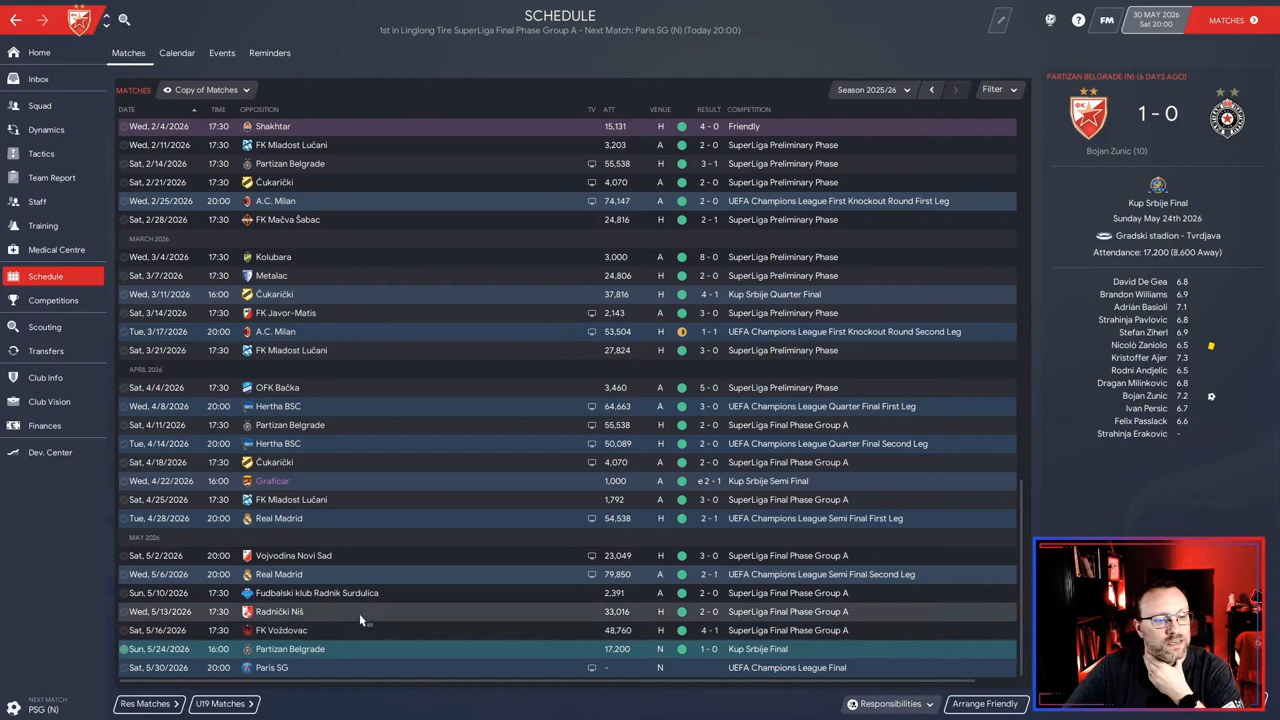 SCHEDULE
1st in Linglong Tire SuperLiga Final Phase Group A - Next Match: Paris SG (N) (Today 20:00)
FM
30 MAY 2026
Sat 20:00
MATCHES
Home
Inbox
Squad
Dynamics
Tactics
Team Report
Staff
Training
Medical Centre
Schedule
Competitions
Scouting
Transfers
Club Info
Club Vision
Finances
Dev. Center
NEXT MATCH
PSG (N)
Matches Calendar Events Reminders
MATCHES Copy of Matches Season 2025/26 Filter
DATE TIME OPPOSITION TV ATT VENUE RESULT COMPETITION
Wed, 2/4/2026 17:30 Shakhtar 15,131 H 4 - 0 Friendly
Wed, 2/11/2026 17:30 FK Mladost Lučani 3,203 A 2 - 0 SuperLiga Preliminary Phase
Sat, 2/14/2026 17:30 Partizan Belgrade 55,538 H 3 - 1 SuperLiga Preliminary Phase
Sat, 2/21/2026 17:30 Čukarički 4,070 A 2 - 0 SuperLiga Preliminary Phase
Wed, 2/25/2026 20:00 A.C. Milan 74,147 A 2 - 0 UEFA Champions League First Knockout Round First Leg
Sat, 2/28/2026 17:30 FK Mačva Šabac 24,816 H 2 - 1 SuperLiga Preliminary Phase
MARCH 2026
Wed, 3/4/2026 17:30 Kolubara 3,000 A 5 - 0 SuperLiga Preliminary Phase
Sat, 3/7/2026 17:30 Metalac 24,806 H 2 - 0 SuperLiga Preliminary Phase
Wed, 3/11/2026 16:00 Čukarički 37,816 H 4 - 1 Kup Srbije Quarter Final
Sat, 3/14/2026 17:30 FK Javor-Matis 2,143 A 3 - 0 SuperLiga Preliminary Phase
Tue, 3/17/2026 20:00 A.C. Milan 53,504 H 1 - 1 UEFA Champions League First Knockout Round Second Leg
Sat, 3/21/2026 17:30 FK Mladost Lučani 27,824 H 3 - 0 SuperLiga Preliminary Phase
APRIL 2026
Sat, 4/4/2026 17:30 OFK Bačka 3,460 A 5 - 0 SuperLiga Preliminary Phase
Wed, 4/8/2026 20:00 Hertha BSC 64,663 A 3 - 0 UEFA Champions League Quarter Final First Leg
Sat, 4/11/2026 17:30 Partizan Belgrade 55,538 H 2 - 0 SuperLiga Final Phase Group A
Tue, 4/14/2026 20:00 Hertha BSC 50,089 H 2 - 0 UEFA Champions League Quarter Final Second Leg
Sat, 4/18/2026 17:30 Čukarički 4,070 A 2 - 0 SuperLiga Final Phase Group A
Wed, 4/22/2026 16:00 Graficar 1,000 A e 2 - 1 Kup Srbije Semi Final
Sat, 4/25/2026 17:30 FK Mladost Lučani 1,792 A 3 - 0 SuperLiga Final Phase Group A
Tue, 4/28/2026 20:00 Real Madrid 54,538 H 2 - 1 UEFA Champions League Semi Final First Leg
MAY 2026
Sat, 5/2/2026 20:00 Vojvodina Novi Sad 32,049 H 3 - 0 SuperLiga Final Phase Group A
Wed, 5/6/2026 20:00 Real Madrid 79,850 A 2 - 1 UEFA Champions League Semi Final Second Leg
Sun, 5/10/2026 17:30 Fudbalski klub Radnik Surdulica 2,391 A 2 - 0 SuperLiga Final Phase Group A
Wed, 5/13/2026 17:30 Radnički Niš 33,016 H 2 - 0 SuperLiga Final Phase Group A
Sat, 5/16/2026 17:30 FK Voždovac 48,760 H 4 - 1 SuperLiga Final Phase Group A
Sun, 5/24/2026 16:00 Partizan Belgrade 17,200 N 1 - 0 Kup Srbije Final
Sat, 5/30/2026 20:00 Paris SG - N UEFA Champions League Final
Res Matches U19 Matches Responsibilities Arrange Friendly
PARTIZAN BELGRADE (N) (6 DAYS AGO)
1 - 0
Bojan Zunic (10)
Kup Srbije Final
Sunday May 24th 2026
Gradski stadion - Tvrdjava
Attendance: 17,200 (8,600 Away)
David De Gea 6.8
Brandon Williams 6.9
Adrián Basioli 7.1
Strahinja Pavlovic 6.8
Stefan Ziherl 6.9
Nicolò Zaniolo 6.5
Kristoffer Ajer 7.3
Rodni Andjelic 6.5
Dragan Milinkovic 6.8
Bojan Zunic 7.2
Ivan Persic 6.7
Felix Passlack 6.6
Strahinja Erakovic -